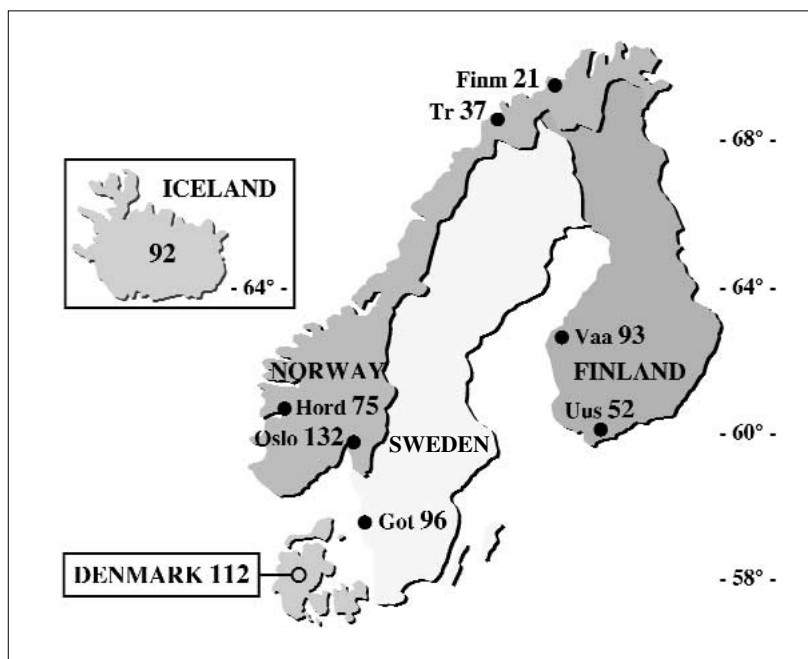 Finm 21
Tr 37
- 68° -
ICELAND
92
- 64° -
- 64° -
Vaa 93
NORWAY
FINLAND
Hord 75
Uus 52
Oslo 132
SWEDEN
- 60° -
Got 96
DENMARK 112
- 58° -